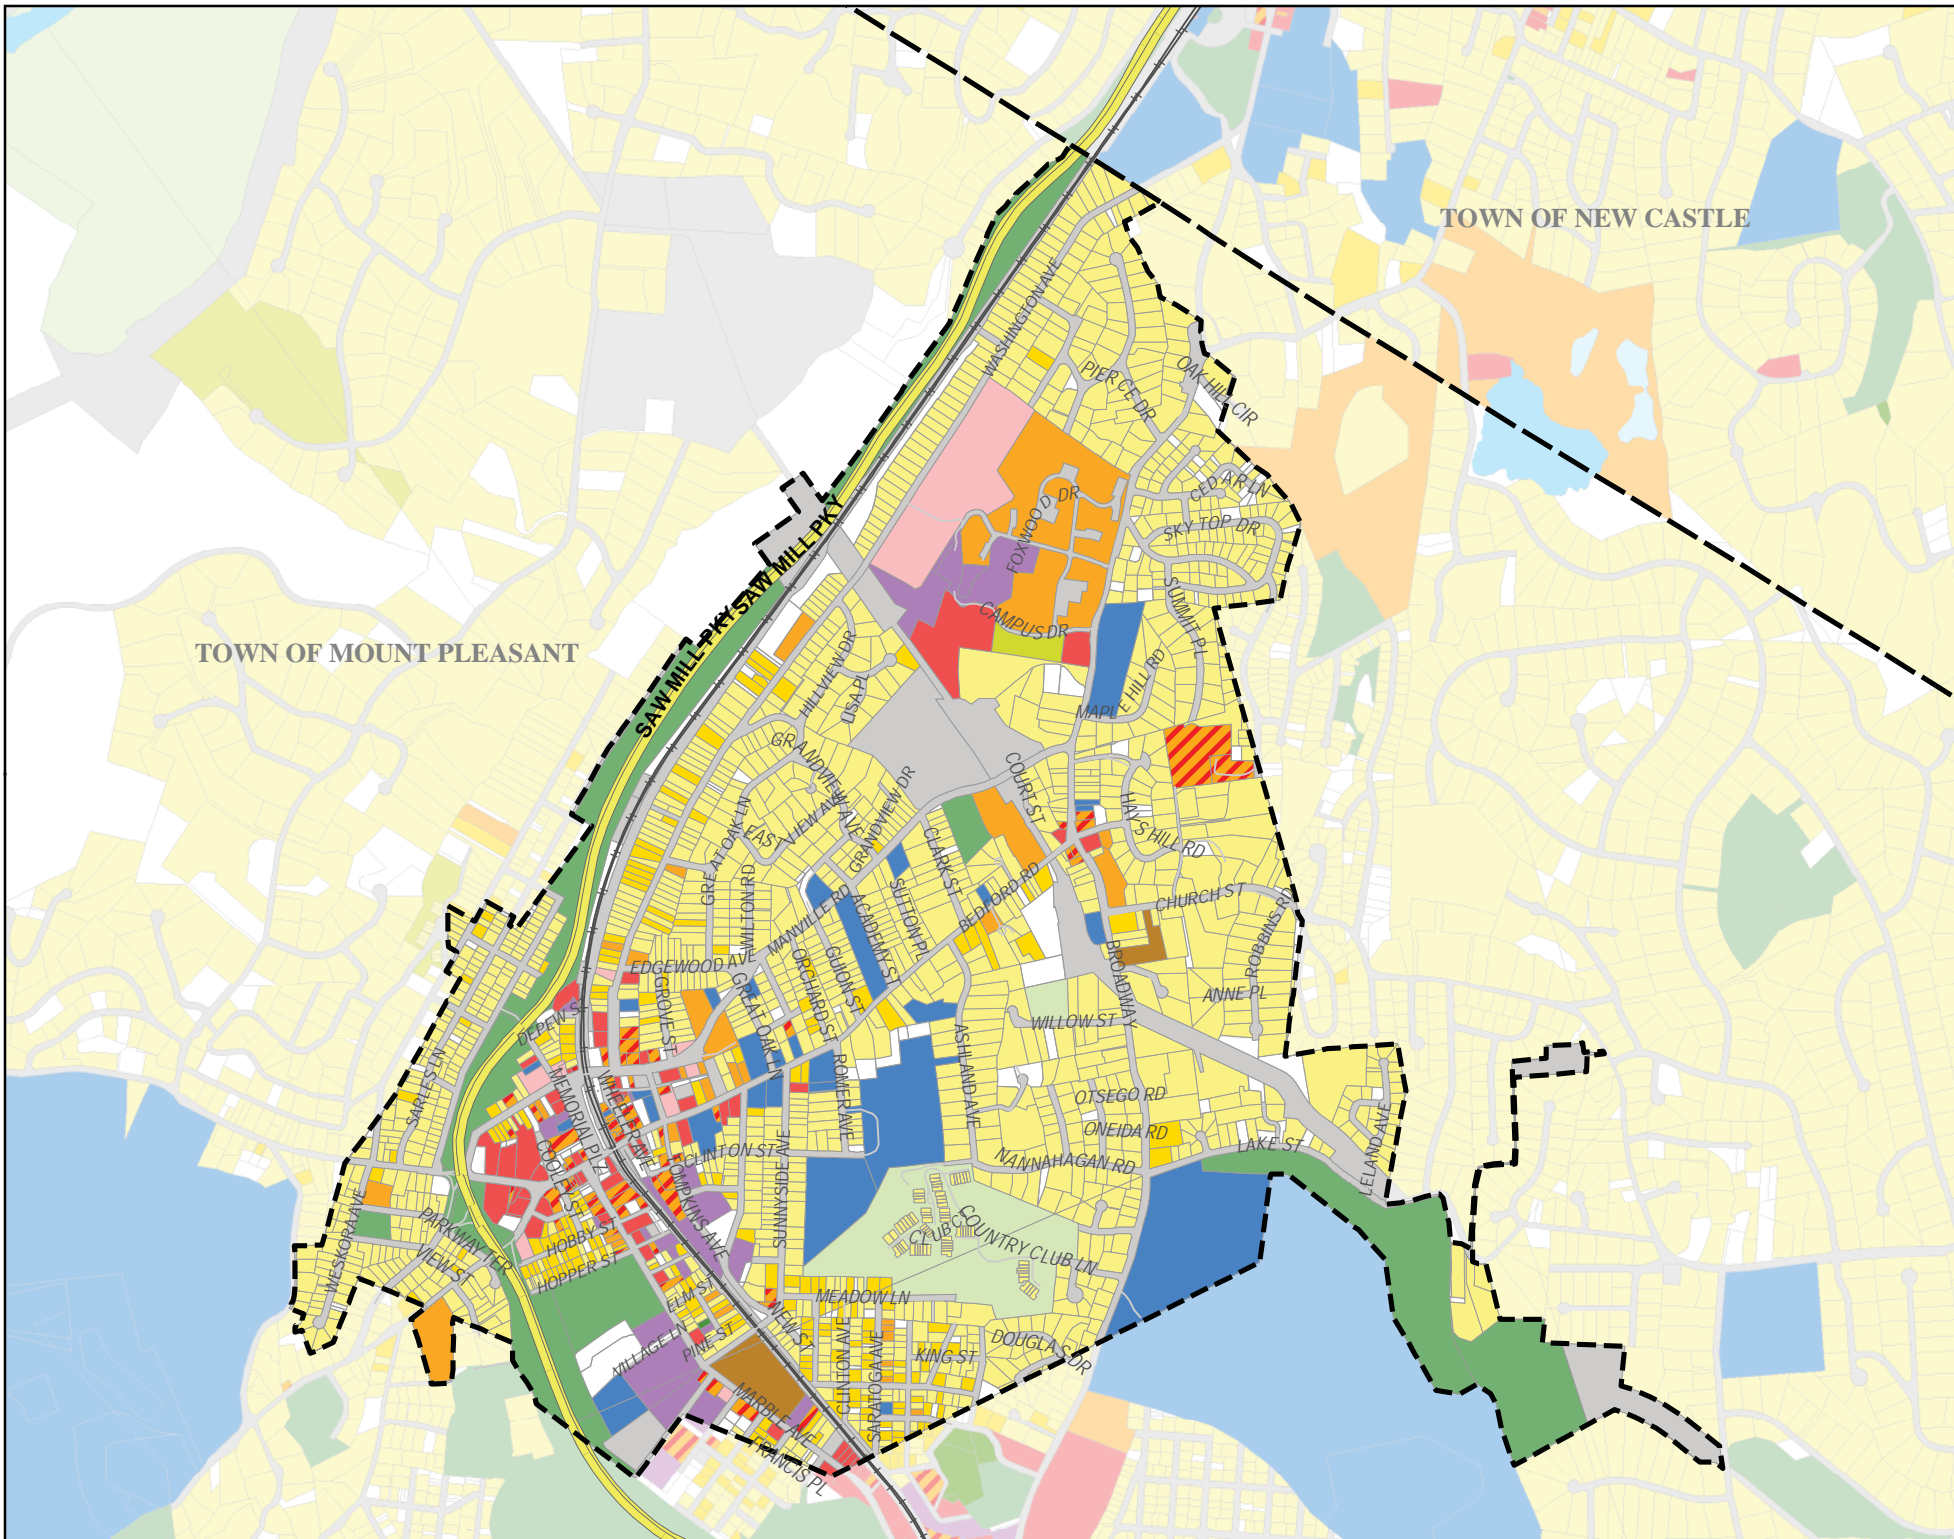 TOWN OF NEW CASTLE
WASHINGTON AVE
PIERCE DR
OAK HILL CIR
CEDAR LN
FOXWOOD DR
SKY TOP DR
SAW MILL PKY
SAW MILL PKY
SUMMIT PL
CAMPUS DR
TOWN OF MOUNT PLEASANT
HILLVIEW DR
LISA PL
MAPLE HILL RD
GRANDVIEW AVE
GRANDVIEW DR
COURT ST
GREAT OAK LN
EASTVIEW AVE
HAYS HILL RD
CLARK ST
WILTON RD
MANVILLE RD
ACADEMY ST
SUTTON PL
BEDFORD RD
CHURCH ST
ROBBINS RD
EDGEWOOD AVE
GROVE ST
GREAT OAK LN
ORCHARD ST
GUION ST
BROADWAY
ANNE PL
DEPEW ST
WILLOW ST
SARLES LN
MEMORIAL PLZ
WHEELER AVE
ROMER AVE
ASHLAND AVE
OTSEGO RD
ONEIDA RD
COOLEY ST
CLINTON ST
TOMPKINS AVE
SUNNYSIDE AVE
NANNAHAGAN RD
LAKE ST
LELAND AVE
WESKORA AVE
PARKWAY TER
VIEW ST
HOBBY ST
HOPPER ST
CLUB CT
COUNTRY CLUB LN
ELM ST
MEADOW LN
NEW ST
VILLAGE LN
PINE ST
CLINTON AVE
SARATOGA AVE
KING ST
DOUGLAS DR
MARBLE AVE
FRANCIS PL